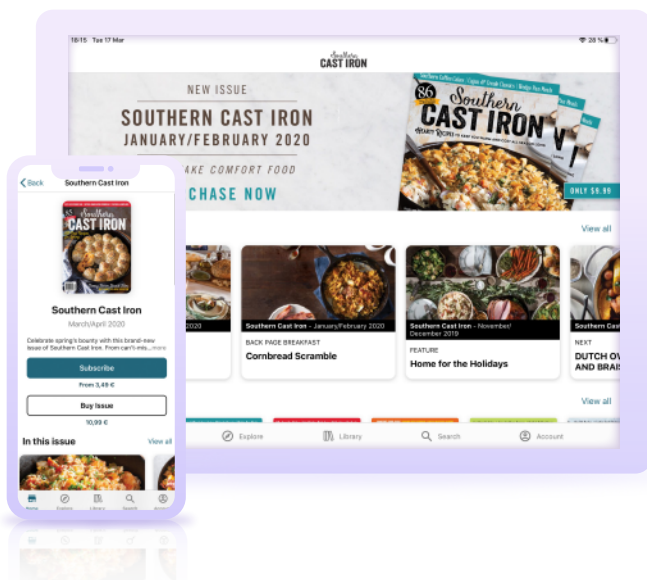 18:15 Tue 17 Mar
28 %
Southern
CAST IRON
NEW ISSUE
SOUTHERN CAST IRON
JANUARY/FEBRUARY 2020
AKE COMFORT FOOD
CHASE NOW
86
Southern
CAST IRON
ONLY $9.99
View all
2020
Southern Cast Iron - January/February 2020
BACK PAGE BREAKFAST
Cornbread Scramble
Southern Cast Iron - November/
December 2019
FEATURE
Home for the Holidays
NEXT
DUTCH OV
AND BRAIS
View all
Explore
Library
Search
Account
Back
Southern Cast Iron
Southern
CAST IRON
Southern Cast Iron
March/April 2020
Celebrate spring's bounty with this brand-new
issue of Southern Cast Iron. From can't-mis...more
Subscribe
From 3,49 €
Buy Issue
10,99 €
In this issue
View all
Explore
Library
Search